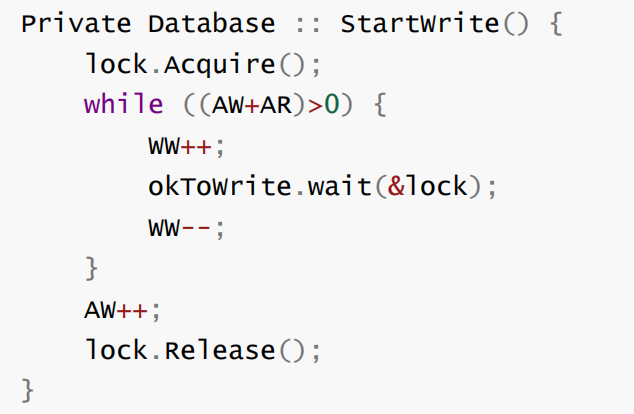 Private Database :: StartWrite() {
    lock.Acquire();
    while ((AW+AR)>0) {
        WW++;
        okToWrite.wait(&lock);
        WW--;
    }
    AW++;
    lock.Release();
}